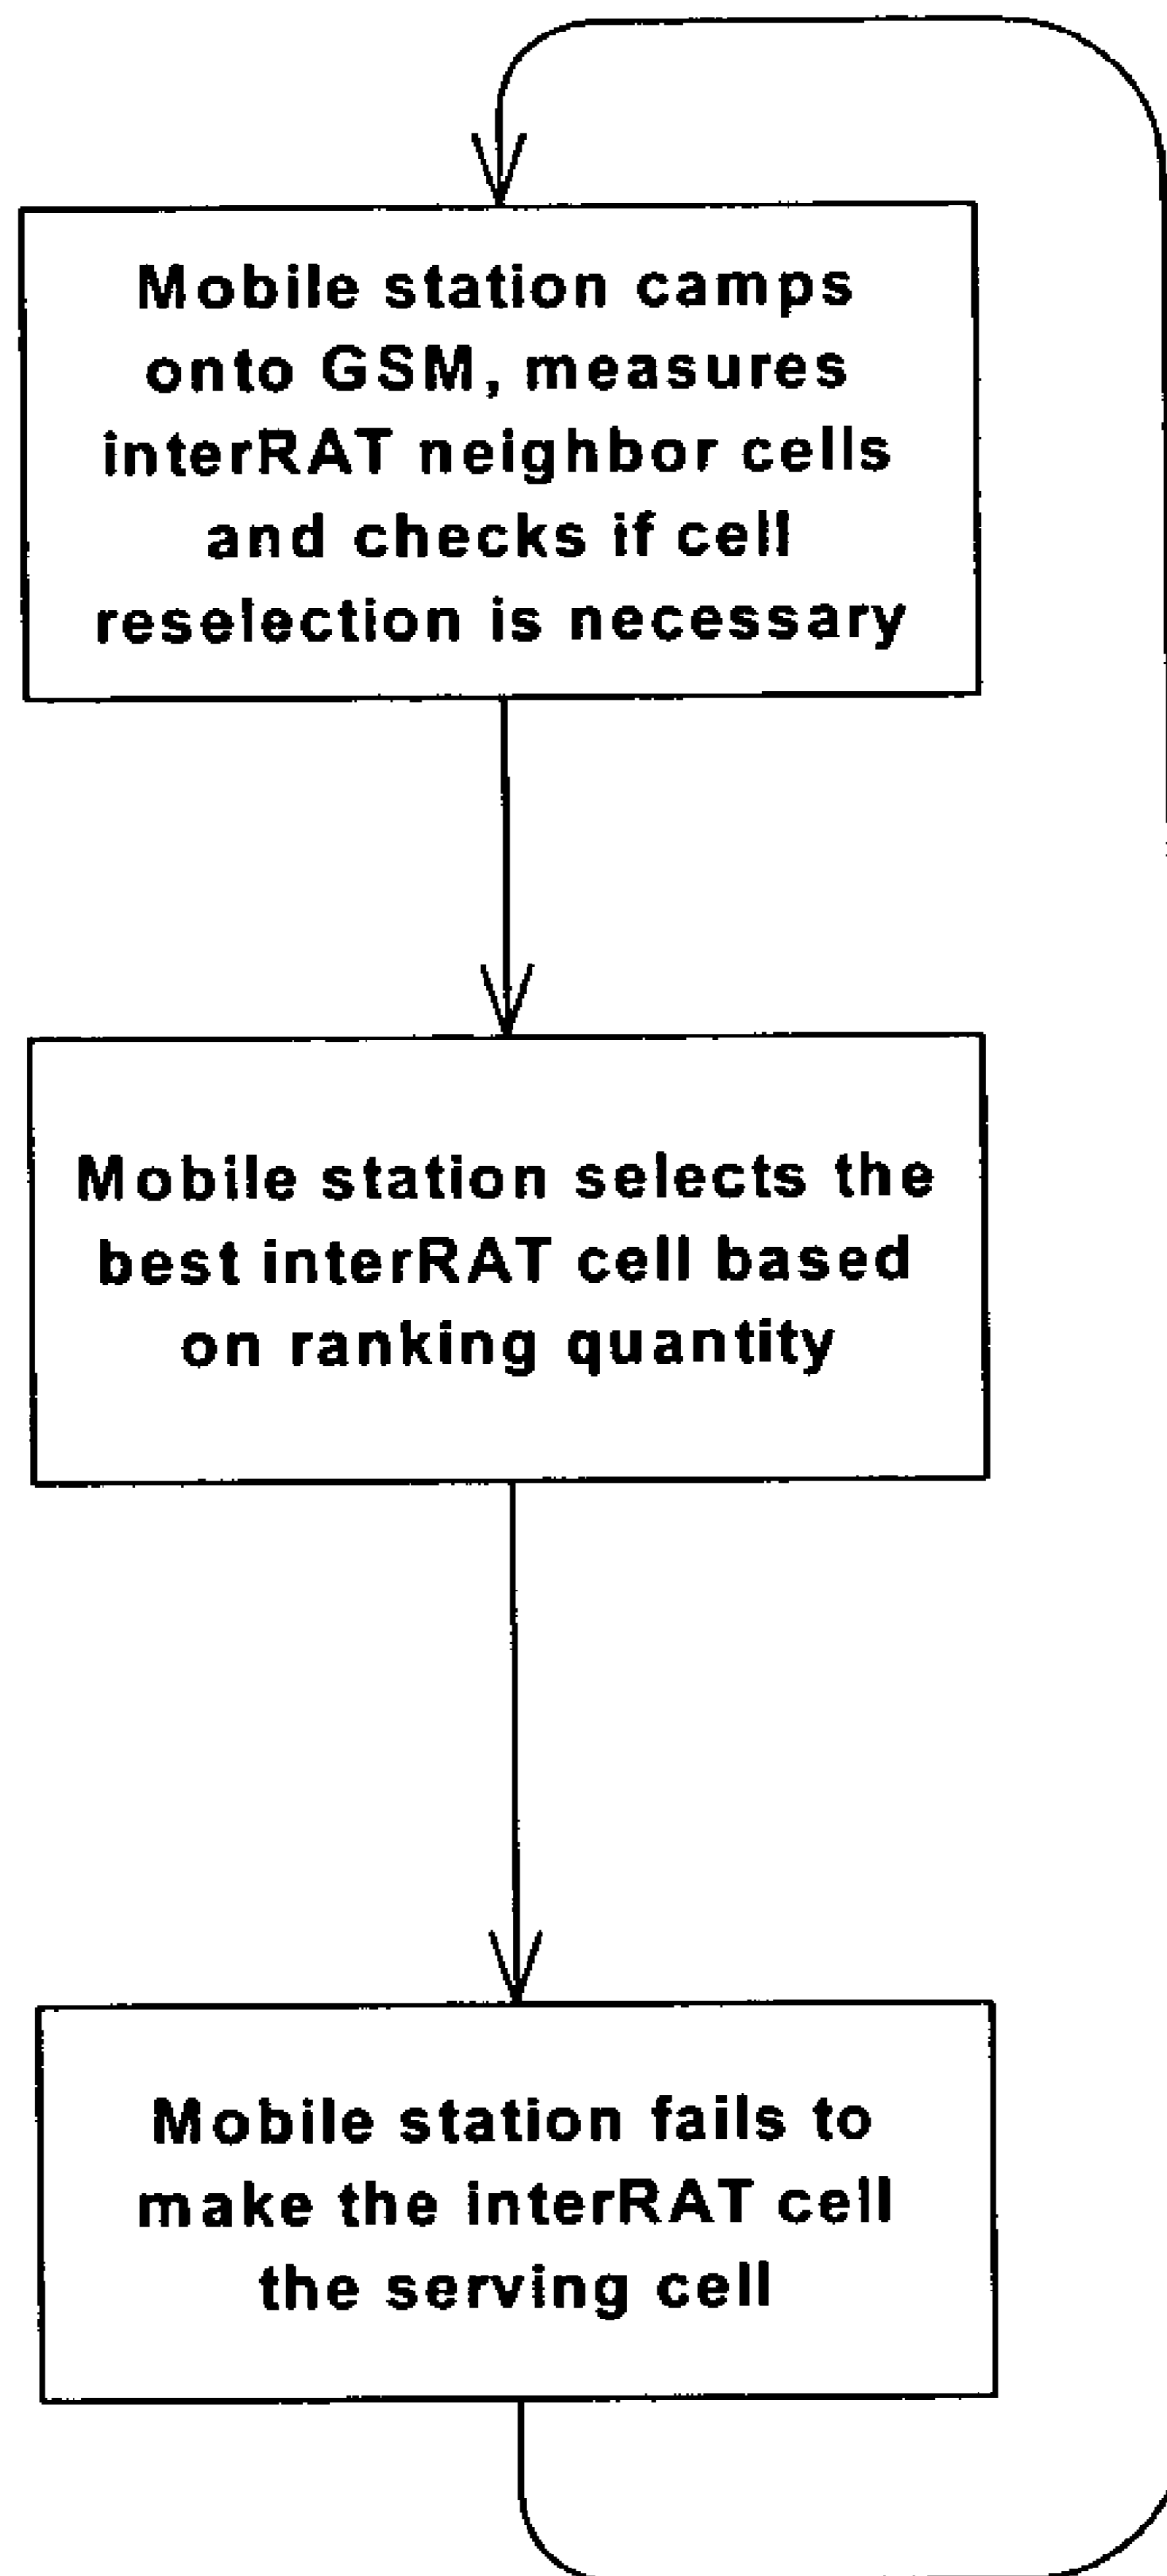 Mobile station camps
onto GSM, measures
interRAT neighbor cells
and checks if cell
reselection is necessary
Mobile station selects the
best interRAT cell based
on ranking quantity
Mobile station fails to
make the interRAT cell
the serving cell